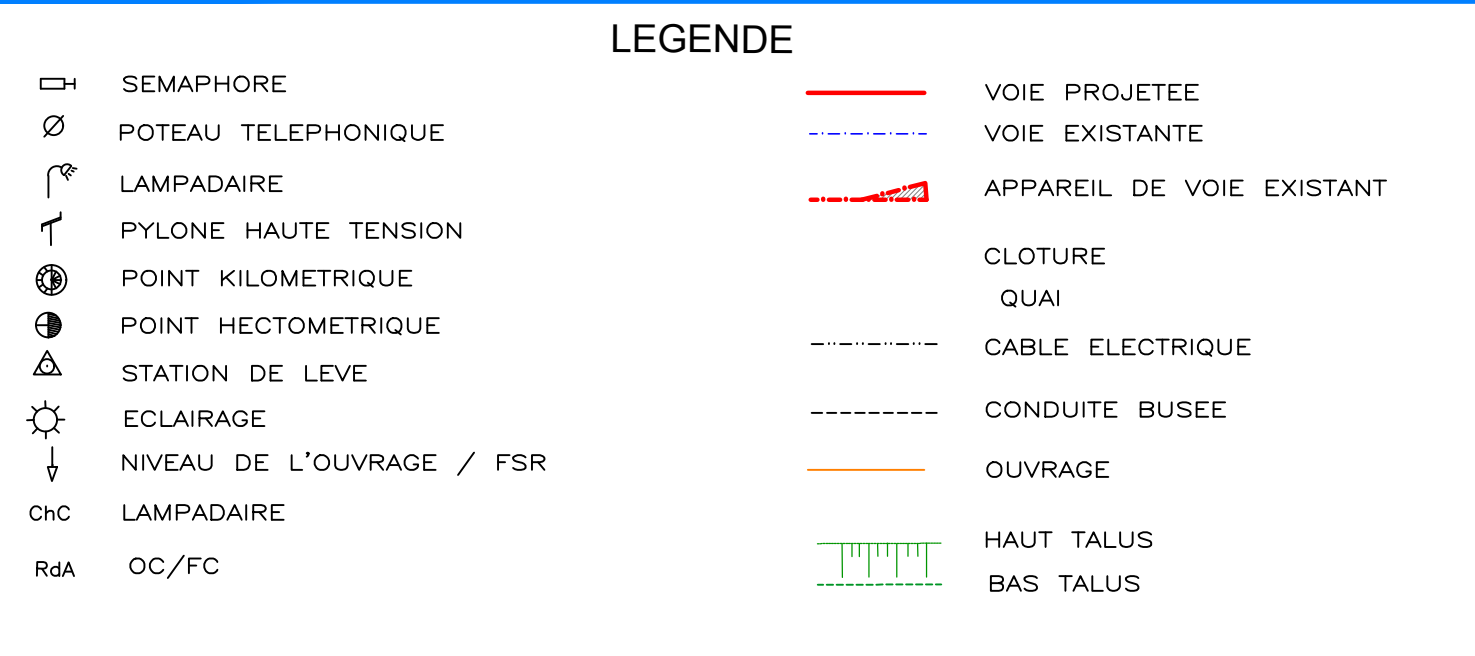 LEGENDE
SEMAPHORE
POTEAU TELEPHONIQUE
LAMPADAIRE
PYLONE HAUTE TENSION
POINT KILOMETRIQUE
POINT HECTOMETRIQUE
STATION DE LEVE
ECLAIRAGE
NIVEAU DE L'OUVRAGE / FSR
ChC LAMPADAIRE
RdA OC/FC
VOIE PROJETEE
VOIE EXISTANTE
APPAREIL DE VOIE EXISTANT
CLOTURE
QUAI
CABLE ELECTRIQUE
CONDUITE BUSEE
OUVRAGE
HAUT TALUS
BAS TALUS